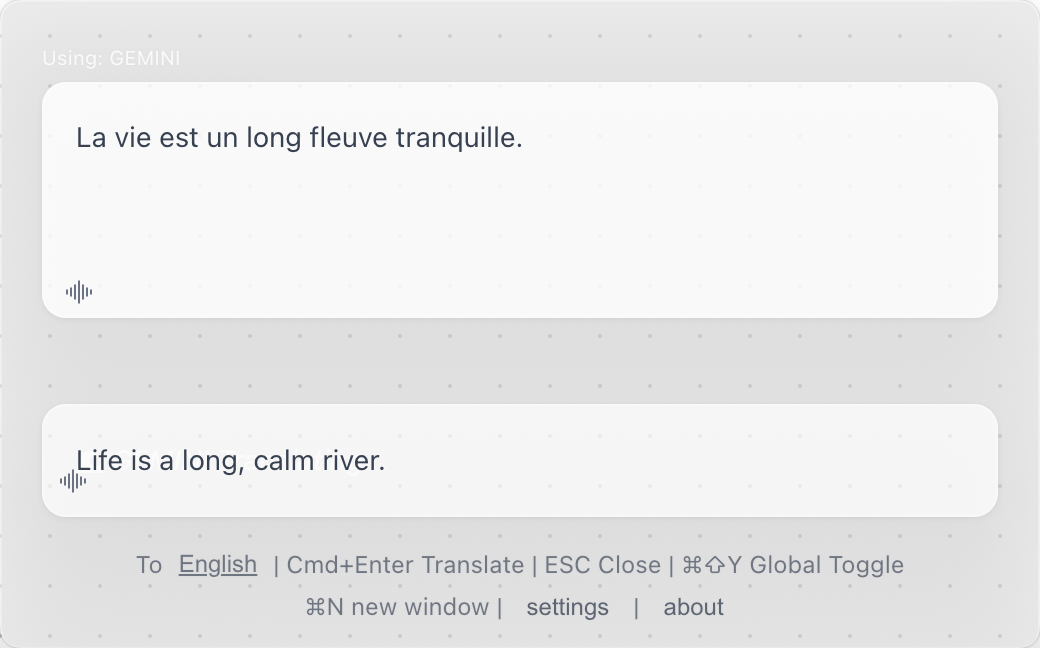 Using: GEMINI
La vie est un long fleuve tranquille.
Life is a long, calm river.
To English | Cmd+Enter Translate | ESC Close | ⌘⇧Y Global Toggle
⌘N new window | settings | about